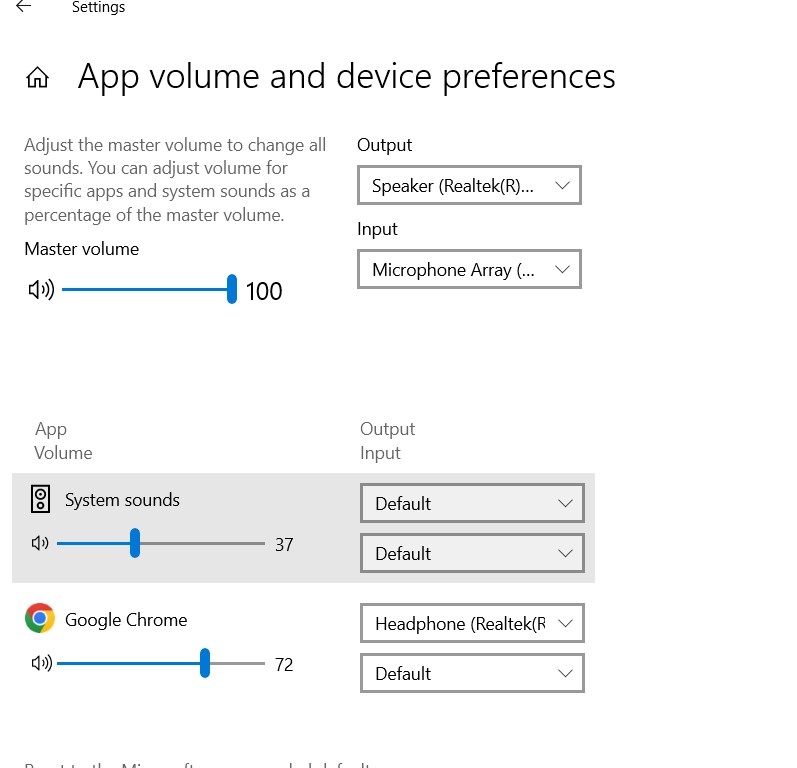 Settings
App volume and device preferences
Adjust the master volume to change all
sounds. You can adjust volume for
specific apps and system sounds as a
percentage of the master volume.
Master volume
100
Output
Speaker (Realtek(R)...
Input
Microphone Array (...
App
Volume
Output
Input
System sounds
37
Default
Default
Google Chrome
72
Headphone (Realtek(R
Default